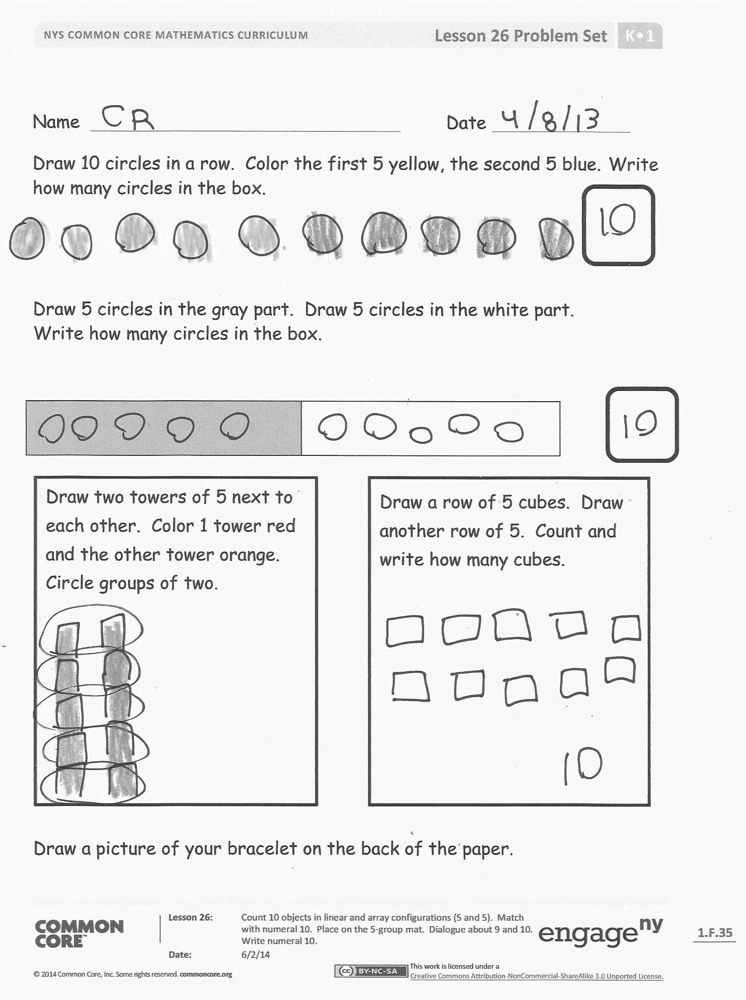 NYS COMMON CORE MATHEMATICS CURRICULUM
Lesson 26 Problem Set K•1
Name CR
Date 4/8/13
Draw 10 circles in a row. Color the first 5 yellow, the second 5 blue. Write
how many circles in the box.
10
Draw 5 circles in the gray part. Draw 5 circles in the white part.
Write how many circles in the box.
10
Draw two towers of 5 next to
each other. Color 1 tower red
and the other tower orange.
Circle groups of two.
Draw a row of 5 cubes. Draw
another row of 5. Count and
write how many cubes.
10
Draw a picture of your bracelet on the back of the paper.
COMMON
CORE™
Lesson 26:
Count 10 objects in linear and array configurations (5 and 5). Match
with numeral 10. Place on the 5-group mat. Dialogue about 9 and 10.
Write numeral 10.
Date:
6/2/14
engageny
1.F.35
© 2014 Common Core, Inc. Some rights reserved. commoncore.org
cc BY-NC-SA
This work is licensed under a
Creative Commons Attribution-NonCommercial-ShareAlike 3.0 Unported License.